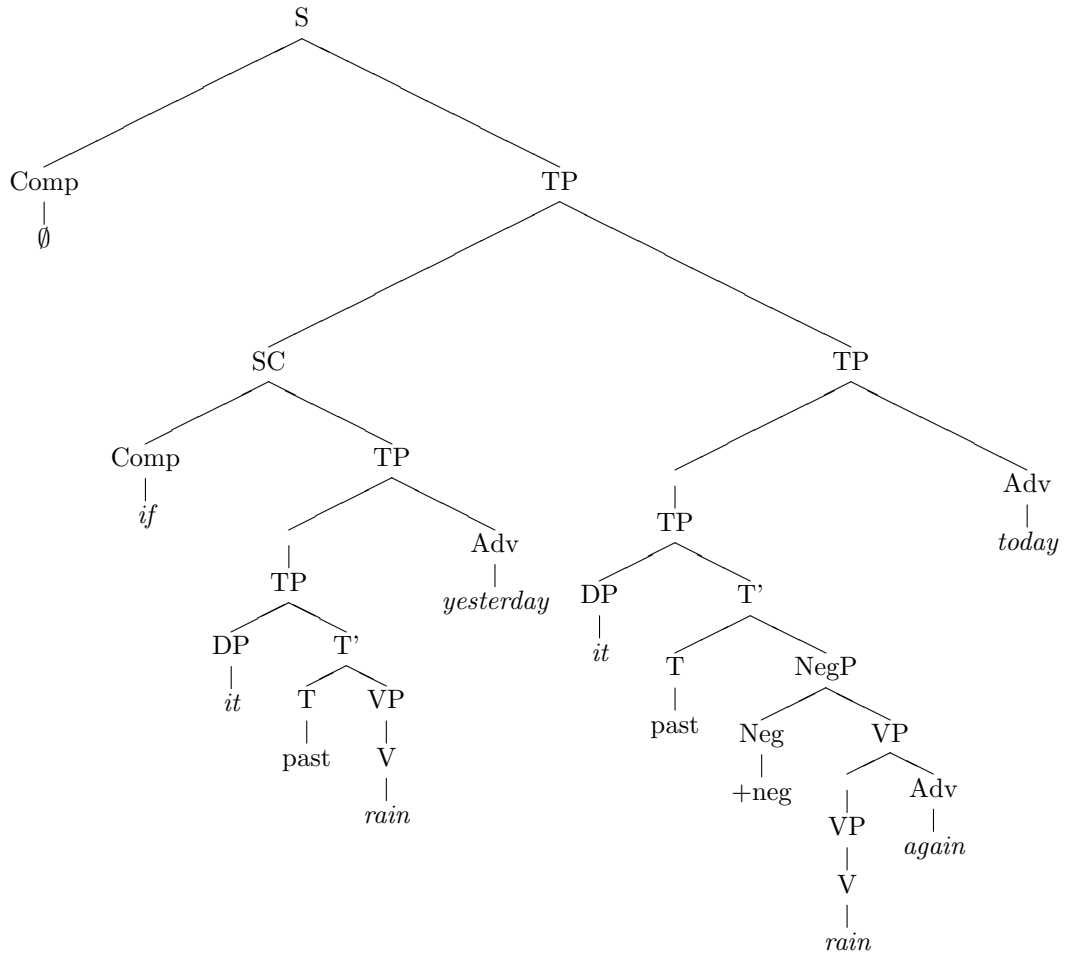 S
Comp TP
∅
SC TP
Comp TP Adv
if TP today
Adv DP T'
TP yesterday it
DP T' T NegP
it T VP past Neg VP
past V +neg Adv
rain VP again
V
rain